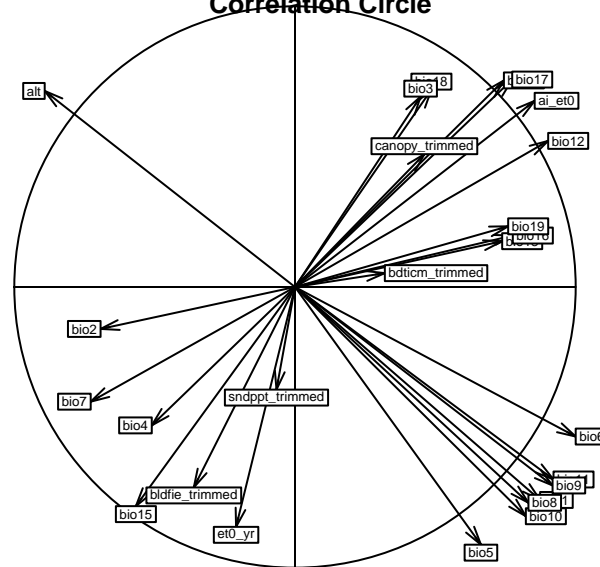 Correlation Circle
alt
bio3
bio17
ai_et0
canopy_trimmed
bio12
bio19
bdticm_trimmed
bio2
bio7
sndppt_trimmed
bio4
bio6
bio9
bldfie_trimmed
bio8
bio15
bio10
et0_yr
bio5